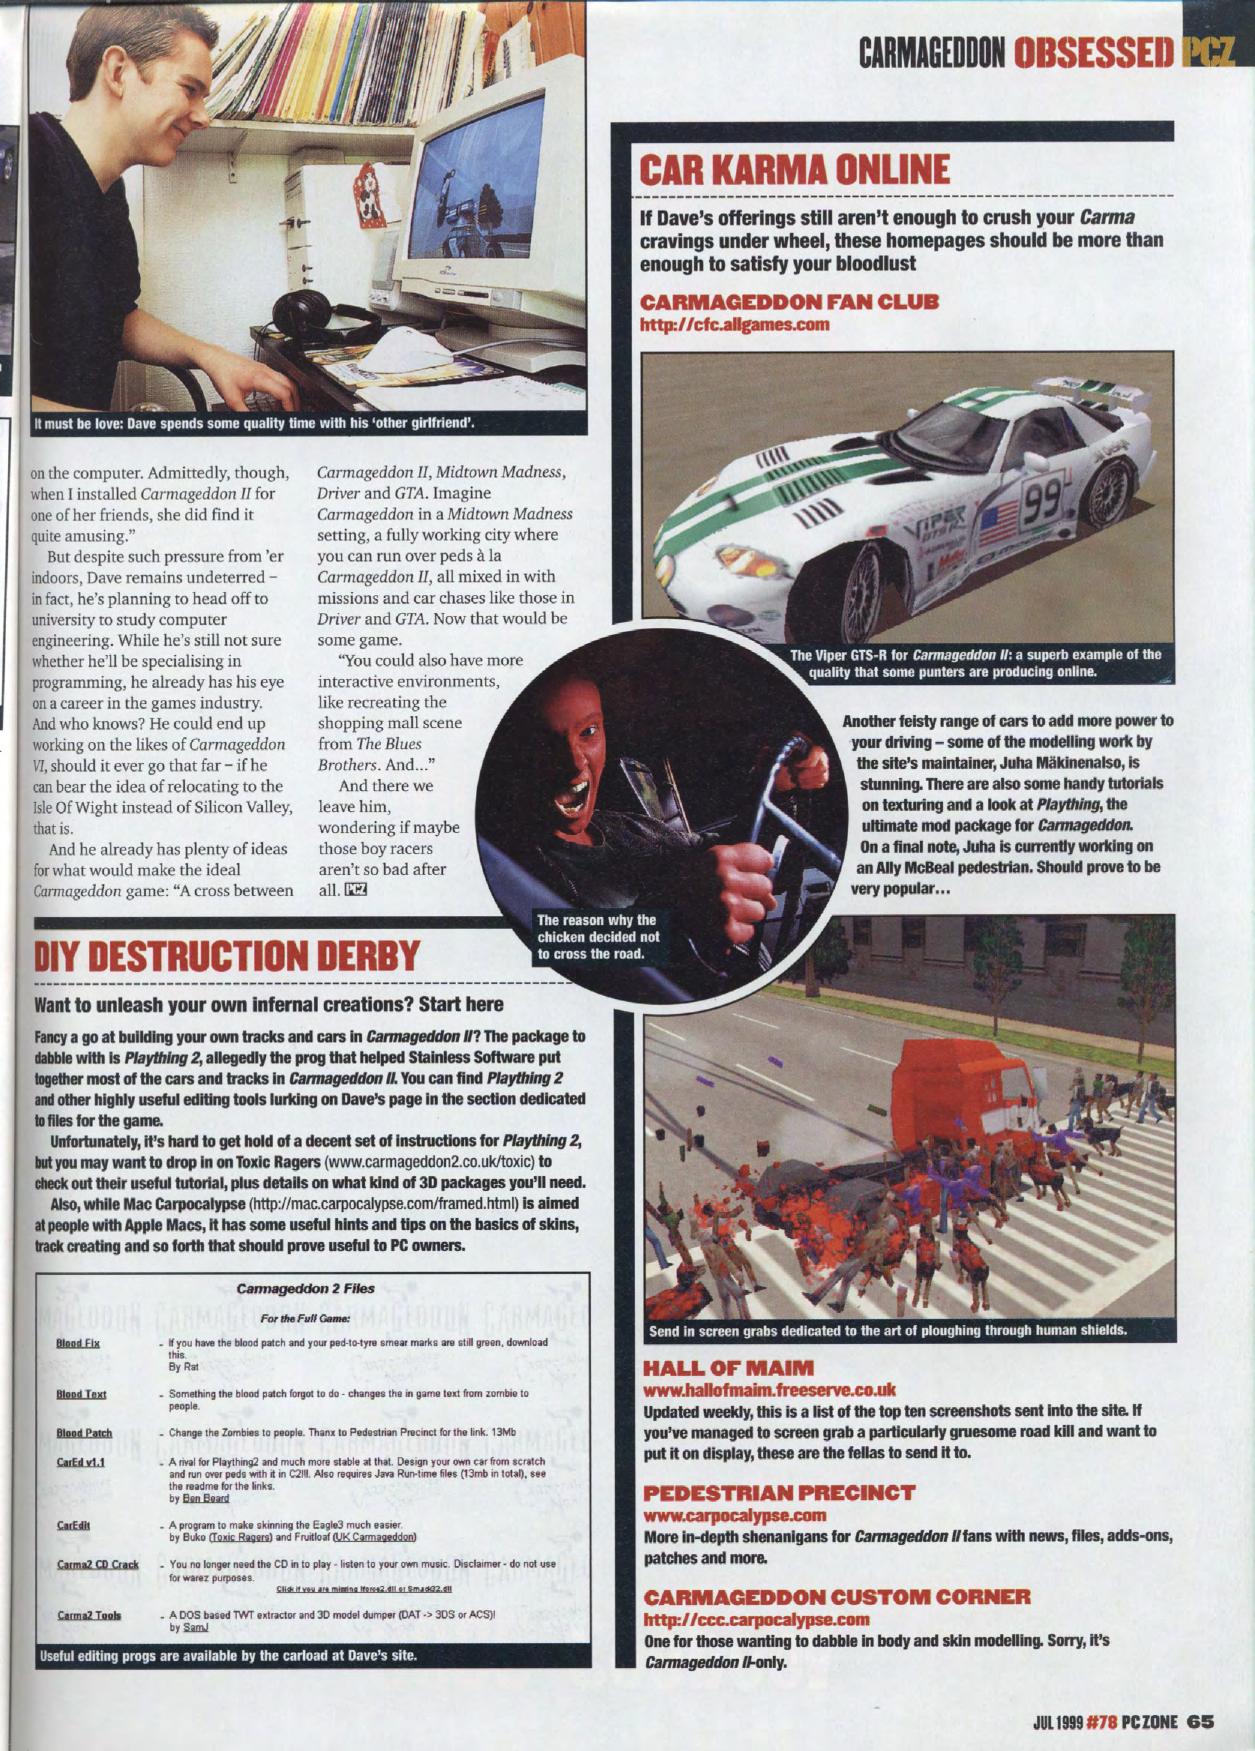 CARMAGEDDON OBSESSED PCZ
It must be love: Dave spends some quality time with his 'other girlfriend'.
on the computer. Admittedly, though,
when I installed Carmageddon II for
one of her friends, she did find it
quite amusing.”
But despite such pressure from ’er
indoors, Dave remains undeterred –
in fact, he’s planning to head off to
university to study computer
engineering. While he’s still not sure
whether he’ll be specialising in
programming, he already has his eye
on a career in the games industry.
And who knows? He could end up
working on the likes of Carmageddon
VI, should it ever go that far – if he
can bear the idea of relocating to the
Isle Of Wight instead of Silicon Valley,
that is.
And he already has plenty of ideas
for what would make the ideal
Carmageddon game: “A cross between
Carmageddon II, Midtown Madness,
Driver and GTA. Imagine
Carmageddon in a Midtown Madness
setting, a fully working city where
you can run over peds à la
Carmageddon II, all mixed in with
missions and car chases like those in
Driver and GTA. Now that would be
some game.
“You could also have more
interactive environments,
like recreating the
shopping mall scene
from The Blues
Brothers. And...”
And there we
leave him,
wondering if maybe
those boy racers
aren’t so bad after
all. PCZ
The reason why the
chicken decided not
to cross the road.
DIY DESTRUCTION DERBY
Want to unleash your own infernal creations? Start here
Fancy a go at building your own tracks and cars in Carmageddon II? The package to
dabble with is Plaything 2, allegedly the prog that helped Stainless Software put
together most of the cars and tracks in Carmageddon II. You can find Plaything 2
and other highly useful editing tools lurking on Dave’s page in the section dedicated
to files for the game.
Unfortunately, it’s hard to get hold of a decent set of instructions for Plaything 2,
but you may want to drop in on Toxic Ragers (www.carmageddon2.co.uk/toxic) to
check out their useful tutorial, plus details on what kind of 3D packages you’ll need.
Also, while Mac Carpocalypse (http://mac.carpocalypse.com/framed.html) is aimed
at people with Apple Macs, it has some useful hints and tips on the basics of skins,
track creating and so forth that should prove useful to PC owners.
Carmageddon 2 Files
For the Full Game:
Blood Fix - If you have the blood patch and your ped-to-tyre smear marks are still green, download
this.
By Rat
Blood Text - Something the blood patch forgot to do - changes the in game text from zombie to
people.
Blood Patch - Change the Zombies to people. Thanx to Pedestrian Precinct for the link. 13Mb
CarEd v1.1 - A rival for Plaything2 and much more stable at that. Design your own car from scratch
and run over peds with it in C2!!!. Also requires Java Run-time files (13mb in total), see
the readme for the links.
by Ben Beard
CarEdit - A program to make skinning the Eagle3 much easier.
by Buko (Toxic Ragers) and Fruitloaf (UK Carmageddon)
Carma2 CD Crack - You no longer need the CD in to play - listen to your own music. Disclaimer - do not use
for warez purposes.
Click if you are missing Iforce2.dll or Smack32.dll
Carma2 Tools - A DOS based TWT extractor and 3D model dumper (DAT -> 3DS or ACS)!
by SamJ
Useful editing progs are available by the carload at Dave's site.
CAR KARMA ONLINE
If Dave’s offerings still aren’t enough to crush your Carma
cravings under wheel, these homepages should be more than
enough to satisfy your bloodlust
CARMAGEDDON FAN CLUB
http://cfc.allgames.com
VIPER
GTS-R
99
The Viper GTS-R for Carmageddon II: a superb example of the
quality that some punters are producing online.
Another feisty range of cars to add more power to
your driving – some of the modelling work by
the site’s maintainer, Juha Mäkinenalso, is
stunning. There are also some handy tutorials
on texturing and a look at Plaything, the
ultimate mod package for Carmageddon.
On a final note, Juha is currently working on
an Ally McBeal pedestrian. Should prove to be
very popular...
Send in screen grabs dedicated to the art of ploughing through human shields.
HALL OF MAIM
www.hallofmaim.freeserve.co.uk
Updated weekly, this is a list of the top ten screenshots sent into the site. If
you’ve managed to screen grab a particularly gruesome road kill and want to
put it on display, these are the fellas to send it to.
PEDESTRIAN PRECINCT
www.carpocalypse.com
More in-depth shenanigans for Carmageddon II fans with news, files, adds-ons,
patches and more.
CARMAGEDDON CUSTOM CORNER
http://ccc.carpocalypse.com
One for those wanting to dabble in body and skin modelling. Sorry, it’s
Carmageddon II-only.
JUL 1999 #78 PC ZONE 65